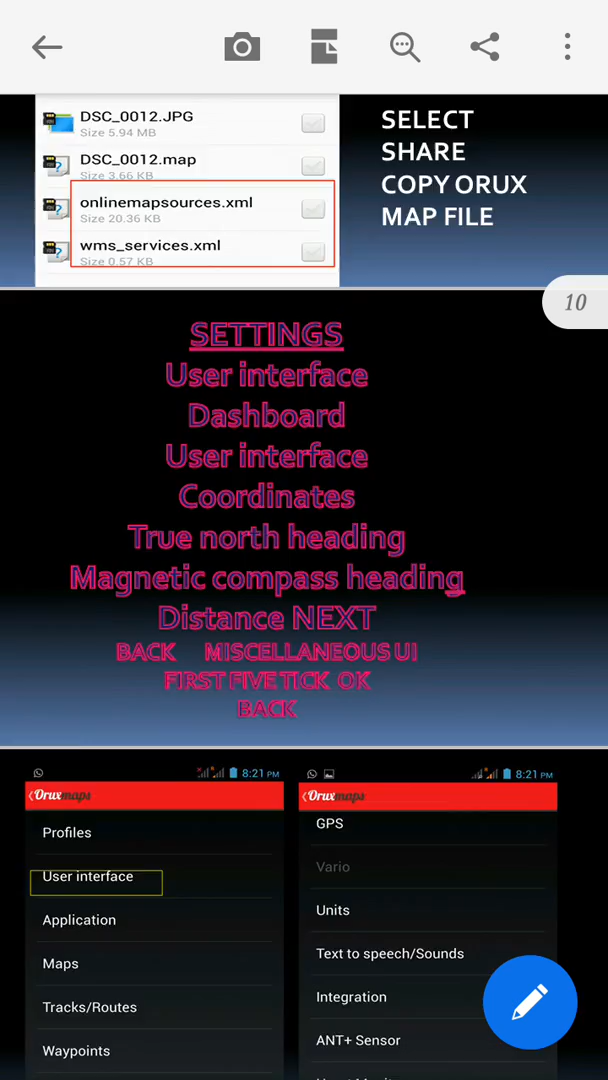 DSC_0012.JPG
Size 5.94 MB
DSC_0012.map
Size 3.66 KB
onlinemapsources.xml
Size 20.36 KB
wms_services.xml
Size 0.57 KB
SELECT
SHARE
COPY ORUX
MAP FILE
10
SETTINGS
User interface
Dashboard
User interface
Coordinates
True north heading
Magnetic compass heading
Distance NEXT
BACK MISCELLANEOUS UI
FIRST FIVE TICK OK
BACK
8:21 PM
Oruxmaps
Profiles
User interface
Application
Maps
Tracks/Routes
Waypoints
8:21 PM
Oruxmaps
GPS
Vario
Units
Text to speech/Sounds
Integration
ANT+ Sensor